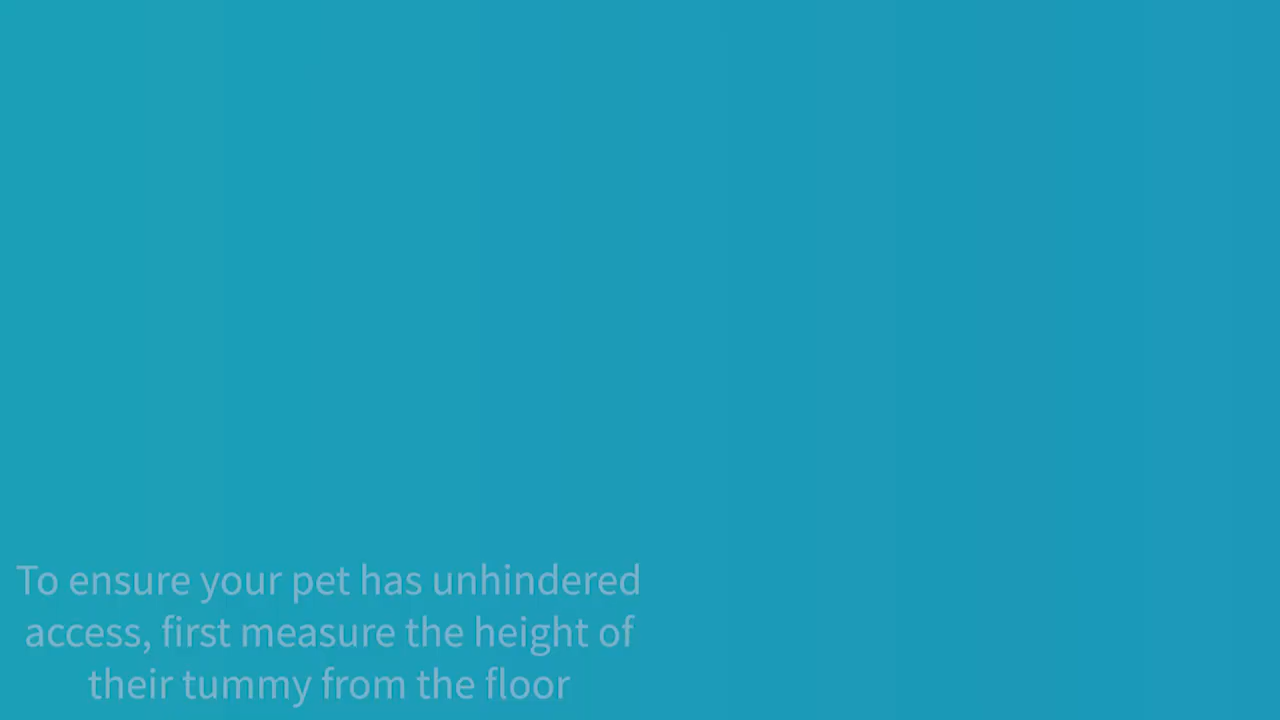 To ensure your pet has unhindered
access, first measure the height of
their tummy from the floor